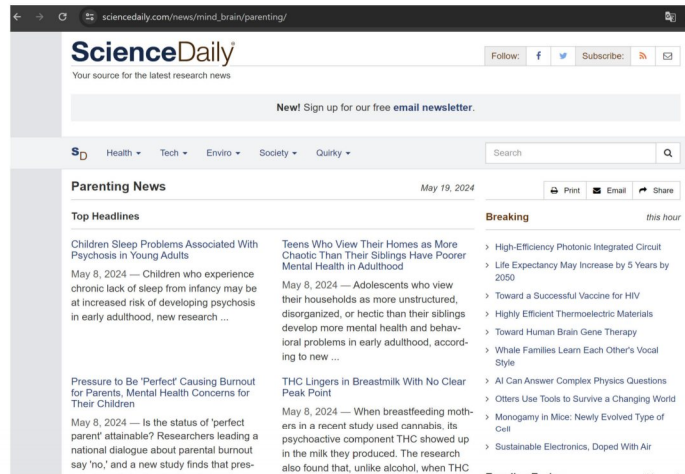 sciencedaily.com/news/mind_brain/parenting/
ScienceDaily
Your source for the latest research news
Follow:
Subscribe:
New! Sign up for our free email newsletter.
SD
Health
Tech
Enviro
Society
Quirky
Search
Parenting News
May 19, 2024
Print
Email
Share
Top Headlines
Children Sleep Problems Associated With
Psychosis in Young Adults
May 8, 2024 — Children who experience
chronic lack of sleep from infancy may be
at increased risk of developing psychosis
in early adulthood, new research ...
Teens Who View Their Homes as More
Chaotic Than Their Siblings Have Poorer
Mental Health in Adulthood
May 8, 2024 — Adolescents who view
their households as more unstructured,
disorganized, or hectic than their siblings
develop more mental health and behav-
ioral problems in early adulthood, accord-
ing to new ...
Pressure to Be 'Perfect' Causing Burnout
for Parents, Mental Health Concerns for
Their Children
May 8, 2024 — Is the status of 'perfect
parent' attainable? Researchers leading a
national dialogue about parental burnout
say 'no,' and a new study finds that pres-
THC Lingers in Breastmilk With No Clear
Peak Point
May 8, 2024 — When breastfeeding moth-
ers in a recent study used cannabis, its
psychoactive component THC showed up
in the milk they produced. The research
also found that, unlike alcohol, when THC
Breaking
this hour
High-Efficiency Photonic Integrated Circuit
Life Expectancy May Increase by 5 Years by
2050
Toward a Successful Vaccine for HIV
Highly Efficient Thermoelectric Materials
Toward Human Brain Gene Therapy
Whale Families Learn Each Other's Vocal
Style
AI Can Answer Complex Physics Questions
Otters Use Tools to Survive a Changing World
Monogamy in Mice: Newly Evolved Type of
Cell
Sustainable Electronics, Doped With Air